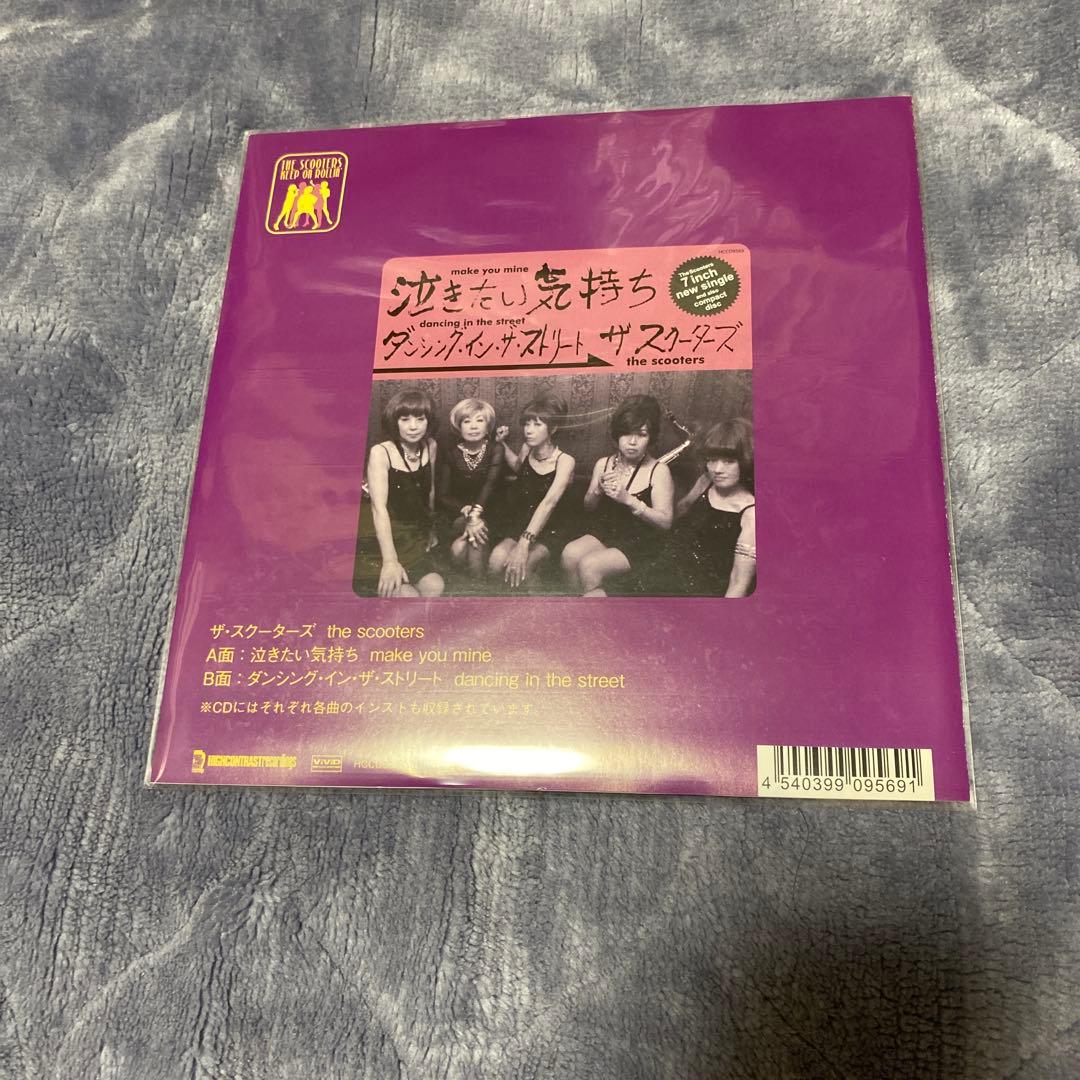 THE SCOOTERS
KEEP ON ROLLIN'
make you mine
泣きたい気持ち
dancing in the street
ダンシング・イン・ザ・ストリート ザ スクーターズ
the scooters
HCCD9569
The Scooters
7 inch
new single
and also
compact
disc
ザ・スクーターズ the scooters
A面：泣きたい気持ち make you mine
B面：ダンシング・イン・ザ・ストリート dancing in the street
※CDにはそれぞれ各曲のインストも収録されています
HIGHCONTRASTrecordings ViViD
4 540399 095691